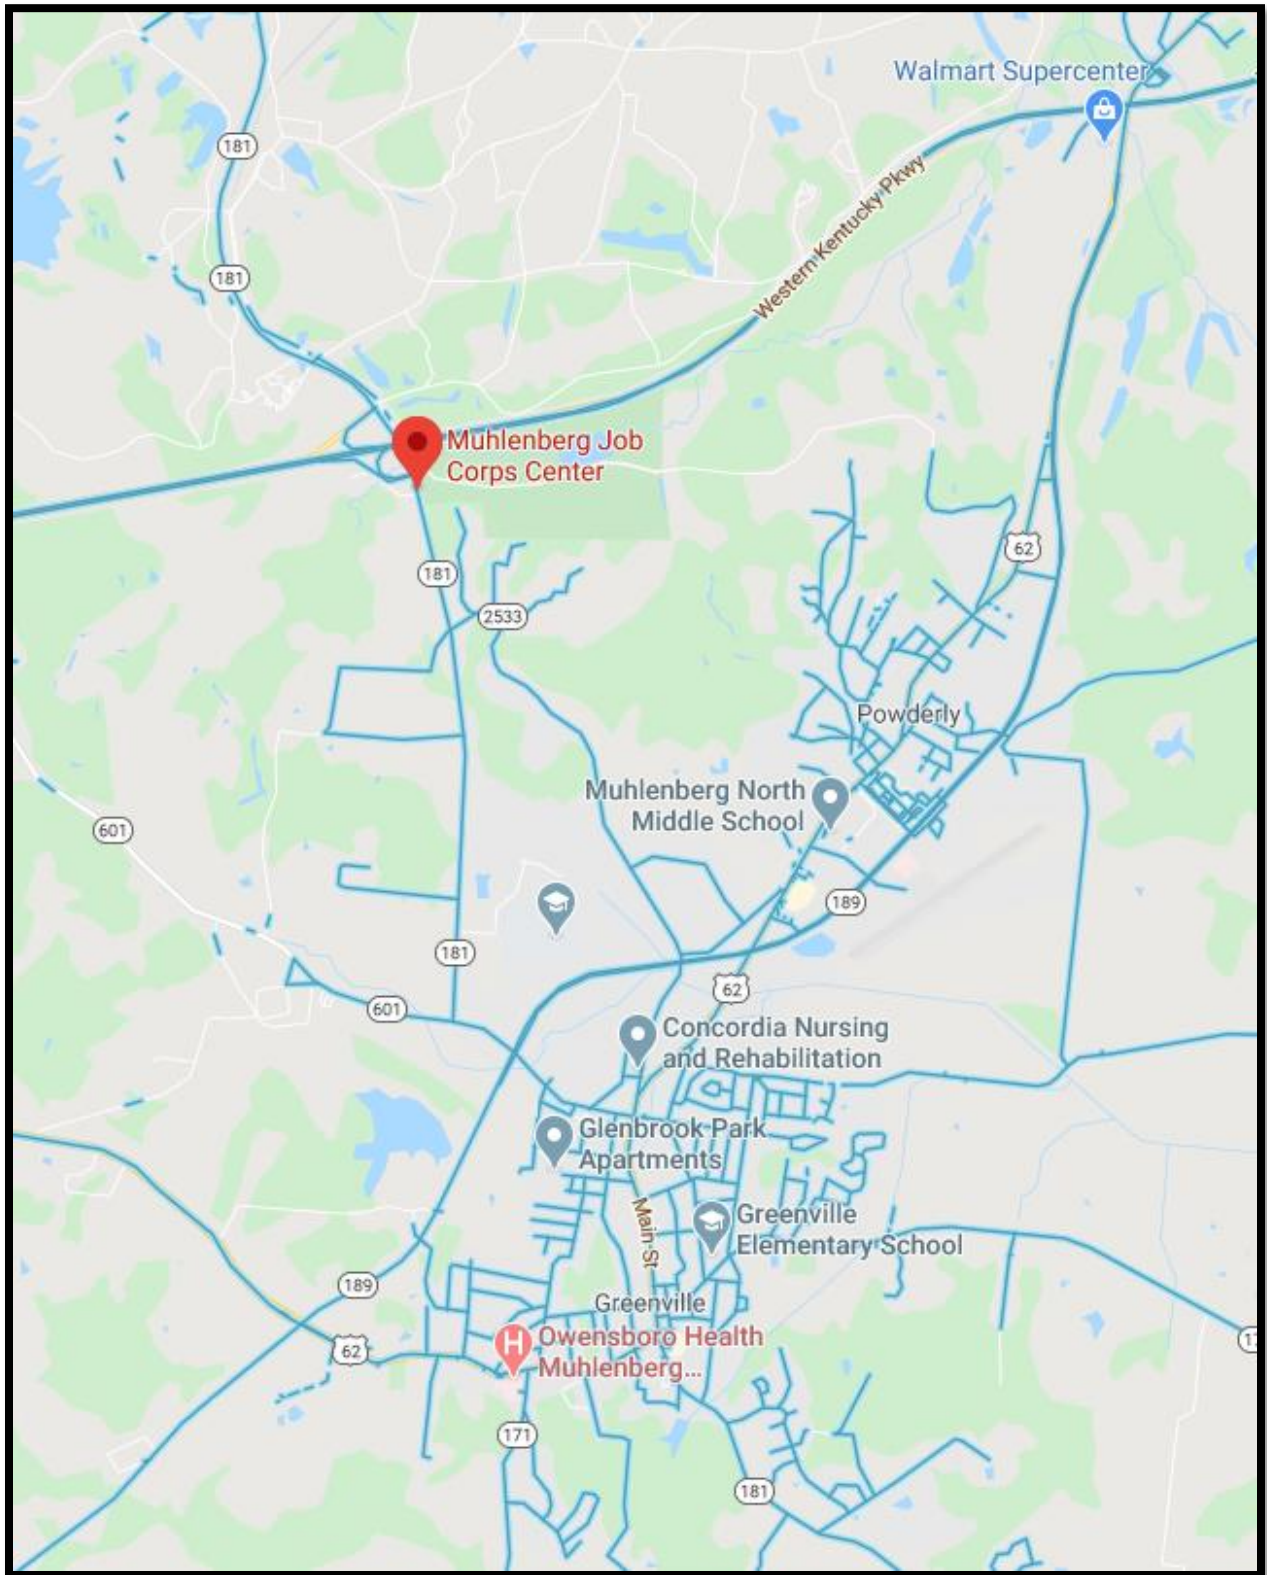 Walmart Supercenter
181
Western Kentucky Pkwy
181
Muhlenberg Job
Corps Center
62
181
2533
Powderly
Muhlenberg North
Middle School
601
189
181
62
601
Concordia Nursing
and Rehabilitation
Glenbrook Park
Apartments
Main St
Greenville
Elementary School
189
Greenville
Owensboro Health
Muhlenberg...
H
62
171
181